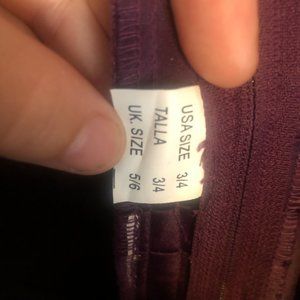 USA SIZE 3/4
TALLA 3/4
UK. SIZE 5/6